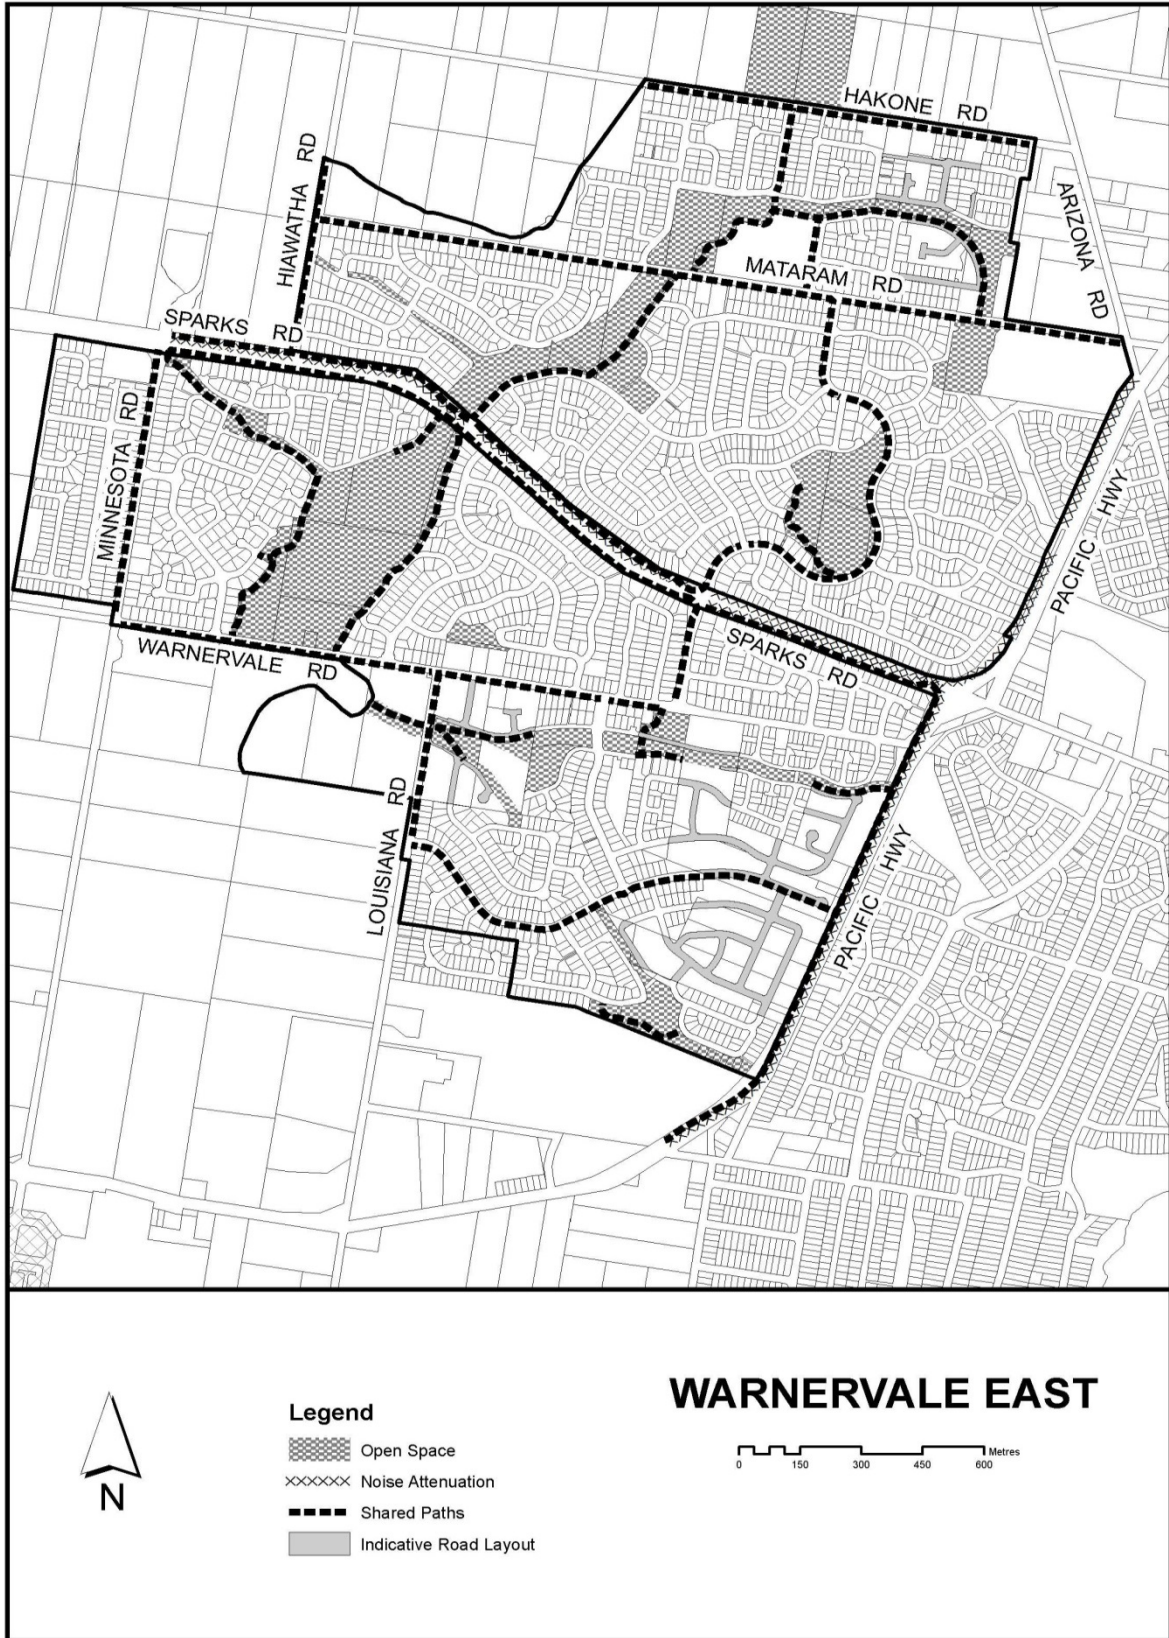 HAKONE RD
HIAWATHA RD
ARIZONA RD
MATARAM RD
SPARKS RD
MINNESOTA RD
PACIFIC HWY
WARNERVALE RD
SPARKS RD
LOUISIANA RD
PACIFIC HWY
WARNERVALE EAST
Legend
Open Space
Noise Attenuation
Shared Paths
Indicative Road Layout
N
Metres
0 150 300 450 600